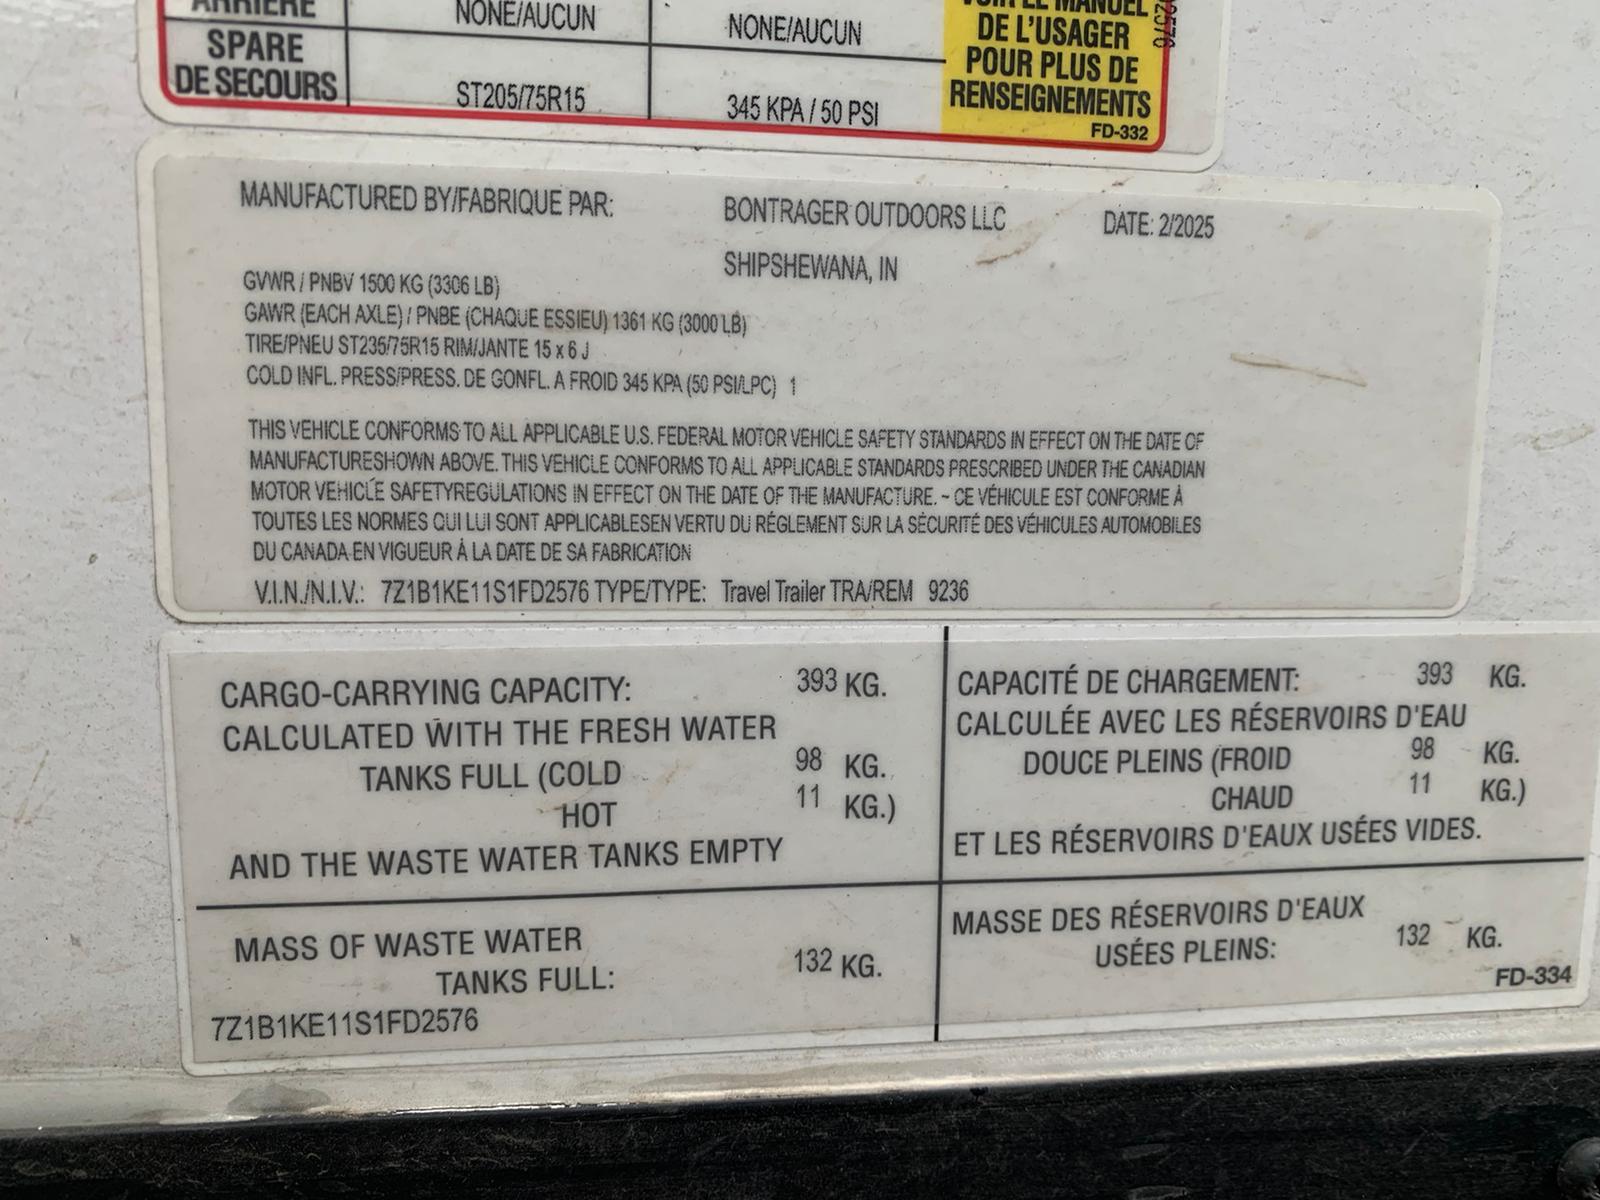 ARRIÈRE NONE/AUCUN NONE/AUCUN
SPARE
DE SECOURS ST205/75R15 345 KPA / 50 PSI
VOIR LE MANUEL
DE L'USAGER
POUR PLUS DE
RENSEIGNEMENTS
FD-332
MANUFACTURED BY/FABRIQUE PAR: BONTRAGER OUTDOORS LLC DATE: 2/2025
SHIPSHEWANA, IN
GVWR / PNBV 1500 KG (3306 LB)
GAWR (EACH AXLE) / PNBE (CHAQUE ESSIEU) 1361 KG (3000 LB)
TIRE/PNEU ST235/75R15 RIM/JANTE 15 x 6 J
COLD INFL. PRESS/PRESS. DE GONFL. A FROID 345 KPA (50 PSI/LPC) 1
THIS VEHICLE CONFORMS TO ALL APPLICABLE U.S. FEDERAL MOTOR VEHICLE SAFETY STANDARDS IN EFFECT ON THE DATE OF
MANUFACTURESHOWN ABOVE. THIS VEHICLE CONFORMS TO ALL APPLICABLE STANDARDS PRESCRIBED UNDER THE CANADIAN
MOTOR VEHICLE SAFETYREGULATIONS IN EFFECT ON THE DATE OF THE MANUFACTURE. ~ CE VÉHICULE EST CONFORME À
TOUTES LES NORMES QUI LUI SONT APPLICABLESEN VERTU DU RÉGLEMENT SUR LA SÉCURITÉ DES VÉHICULES AUTOMOBILES
DU CANADA EN VIGUEUR À LA DATE DE SA FABRICATION
V.I.N./N.I.V.: 7Z1B1KE11S1FD2576 TYPE/TYPE: Travel Trailer TRA/REM 9236
CARGO-CARRYING CAPACITY: 393 KG.
CALCULATED WITH THE FRESH WATER
TANKS FULL (COLD 98 KG.
HOT 11 KG.)
AND THE WASTE WATER TANKS EMPTY
MASS OF WASTE WATER
TANKS FULL: 132 KG.
7Z1B1KE11S1FD2576
CAPACITÉ DE CHARGEMENT: 393 KG.
CALCULÉE AVEC LES RÉSERVOIRS D'EAU
DOUCE PLEINS (FROID 98 KG.
CHAUD 11 KG.)
ET LES RÉSERVOIRS D'EAUX USÉES VIDES.
MASSE DES RÉSERVOIRS D'EAUX
USÉES PLEINS: 132 KG.
FD-334